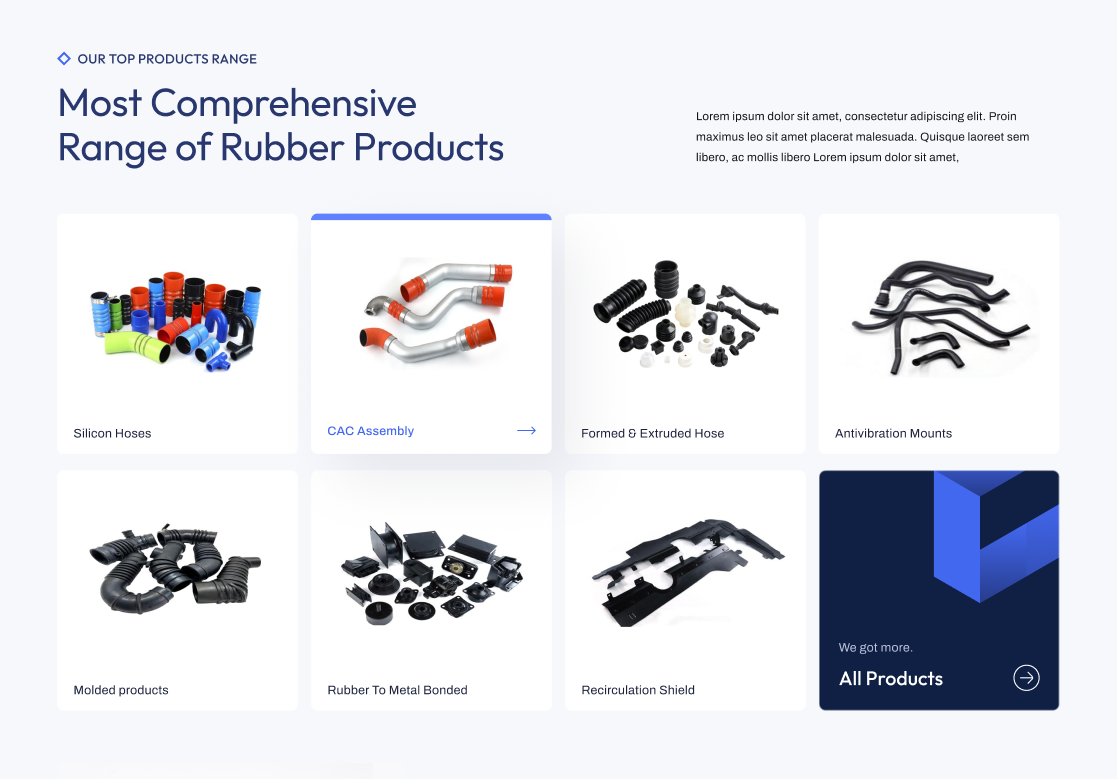 OUR TOP PRODUCTS RANGE
Most Comprehensive
Range of Rubber Products
Lorem ipsum dolor sit amet, consectetur adipiscing elit. Proin
maximus leo sit amet placerat malesuada. Quisque laoreet sem
libero, ac mollis libero Lorem ipsum dolor sit amet,
Silicon Hoses
CAC Assembly
Formed & Extruded Hose
Antivibration Mounts
Molded products
Rubber To Metal Bonded
Recirculation Shield
We got more.
All Products